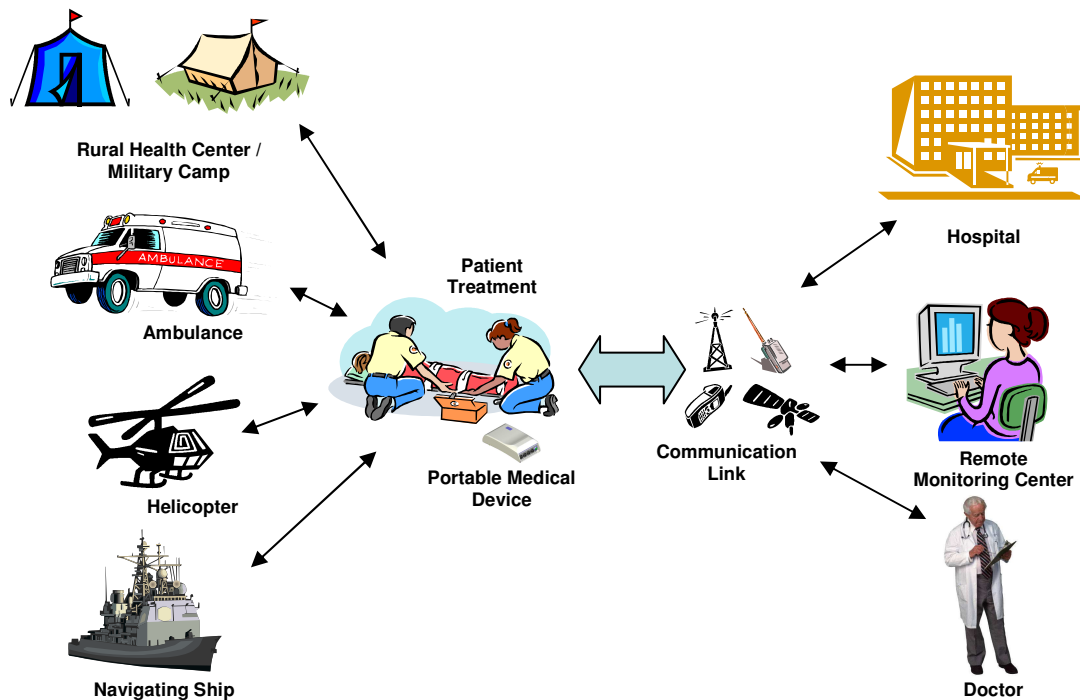 Rural Health Center /
Military Camp
AMBULANCE
Ambulance
Helicopter
Navigating Ship
Patient
Treatment
Portable Medical
Device
Communication
Link
Hospital
Remote
Monitoring Center
Doctor